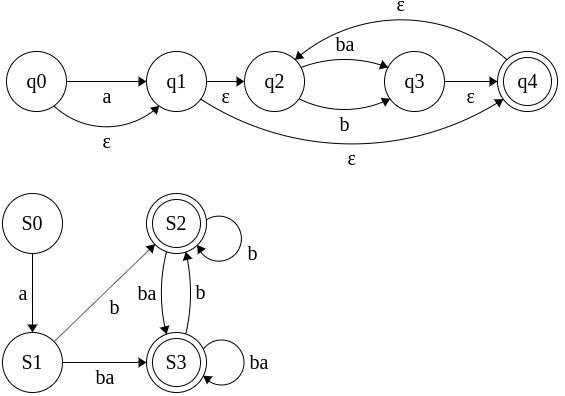 ε
ba
q0 q1 q2 q3 q4
a ε ε
b
ε
ε
S0 S2
b
a ba b
b
S1 S3 ba
ba